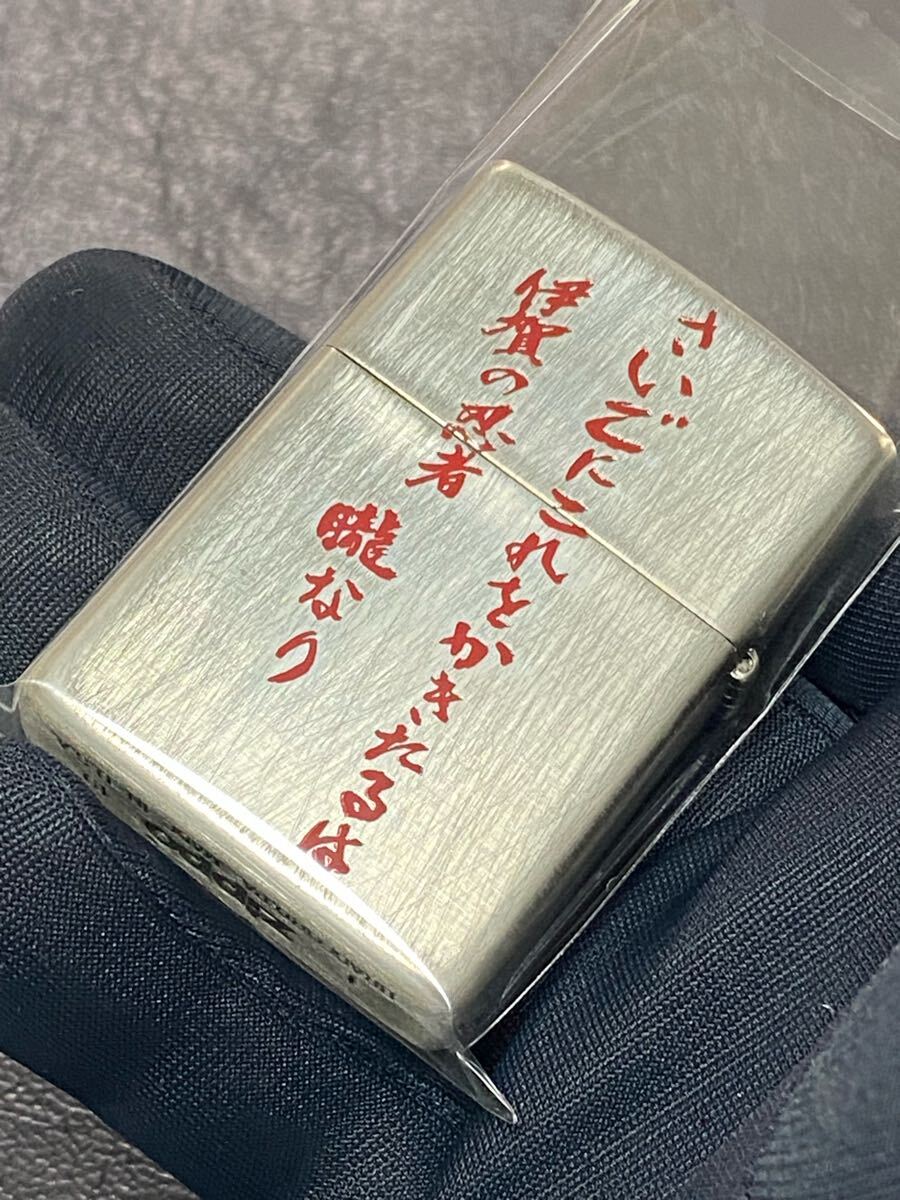 さいごにこれをかきたるは
伊賀の忍者 朧なり